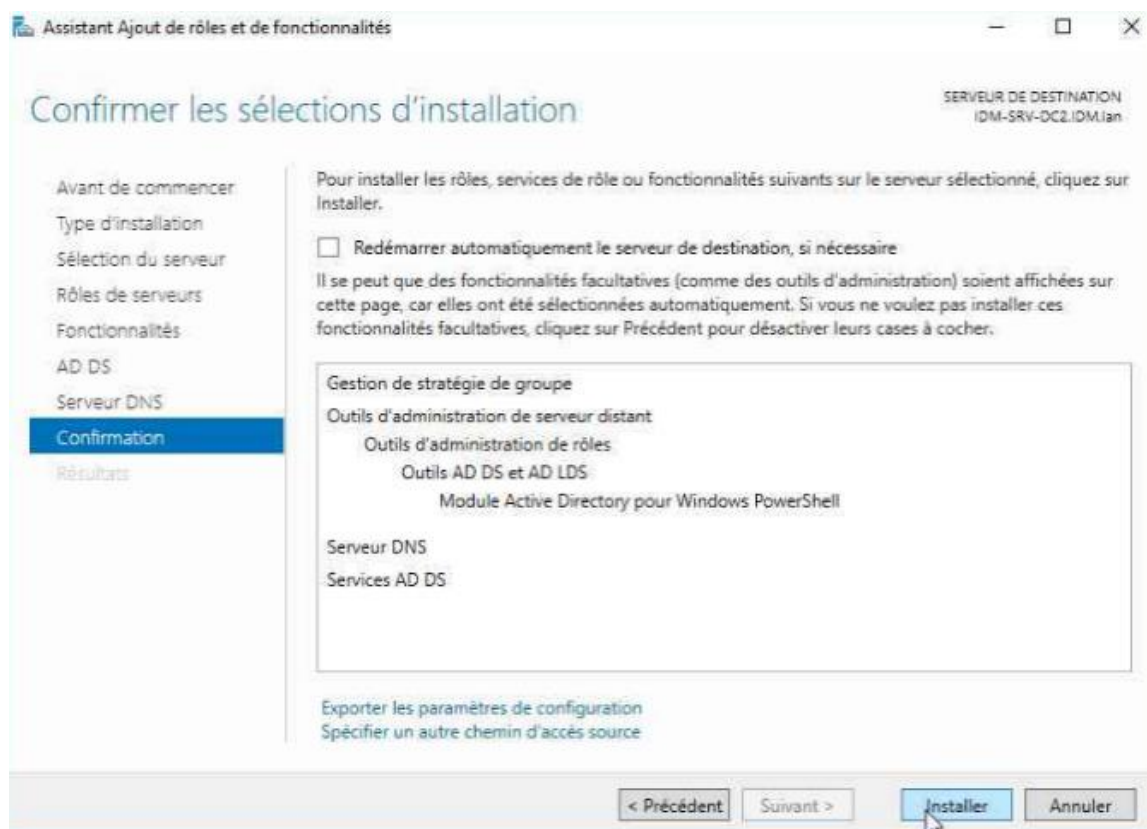 Assistant Ajout de rôles et de fonctionnalités
Confirmer les sélections d'installation
SERVEUR DE DESTINATION
IDM-SRV-DC2.IDM.lan
Avant de commencer
Type d'installation
Sélection du serveur
Rôles de serveurs
Fonctionnalités
AD DS
Serveur DNS
Confirmation
Résultats
Pour installer les rôles, services de rôle ou fonctionnalités suivants sur le serveur sélectionné, cliquez sur
Installer.
Redémarrer automatiquement le serveur de destination, si nécessaire
Il se peut que des fonctionnalités facultatives (comme des outils d'administration) soient affichées sur
cette page, car elles ont été sélectionnées automatiquement. Si vous ne voulez pas installer ces
fonctionnalités facultatives, cliquez sur Précédent pour désactiver leurs cases à cocher.
Gestion de stratégie de groupe
Outils d'administration de serveur distant
Outils d'administration de rôles
Outils AD DS et AD LDS
Module Active Directory pour Windows PowerShell
Serveur DNS
Services AD DS
Exporter les paramètres de configuration
Spécifier un autre chemin d'accès source
< Précédent
Suivant >
Installer
Annuler